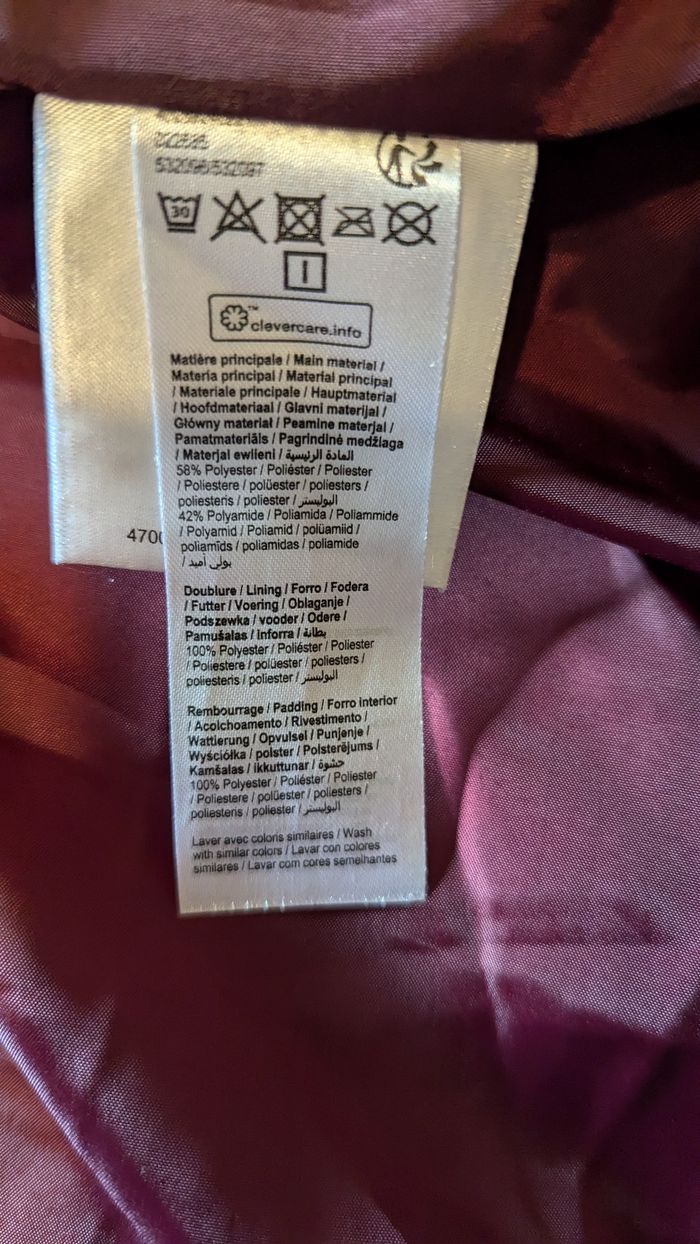 532096/532097
30
I
™
clevercare.info
Matière principale / Main material /
Materia principal / Material principal
/ Materiale principale / Hauptmaterial
/ Hoofdmateriaal / Glavni materijal /
Główny materiał / Peamine materjal /
Pamatmateriāls / Pagrindinė medžiaga
/ Materjal ewlieni / المادة الرئيسية
58% Polyester / Poliéster / Poliester
/ Poliestere / polüester / poliesters /
poliesteris / poliester / البوليستر
42% Polyamide / Poliamida / Poliammide
/ Polyamid / Poliamid / polüamiid /
poliamīds / poliamidas / poliamide
/ بولي أميد
470
Doublure / Lining / Forro / Fodera
/ Futter / Voering / Oblaganje /
Podszewka / vooder / Odere /
Pamušalas / Inforra / بطانة
100% Polyester / Poliéster / Poliester
/ Poliestere / polüester / poliesters /
poliesteris / poliester / البوليستر
Rembourrage / Padding / Forro interior
/ Acolchoamento / Rivestimento /
Wattierung / Opvulsel / Punjenje /
Wyściółka / polster / Polsterējums /
Kamšalas / ikkuttunar / حشوة
100% Polyester / Poliéster / Poliester
/ Poliestere / polüester / poliesters /
poliesteris / poliester / البوليستر
Laver avec coloris similaires / Wash
with similar colors / Lavar con colores
similares / Lavar com cores semelhantes